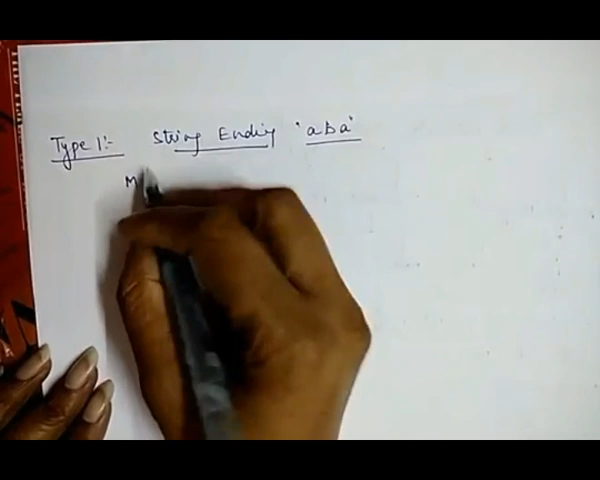 Type 1:- String Ending "aba"
M